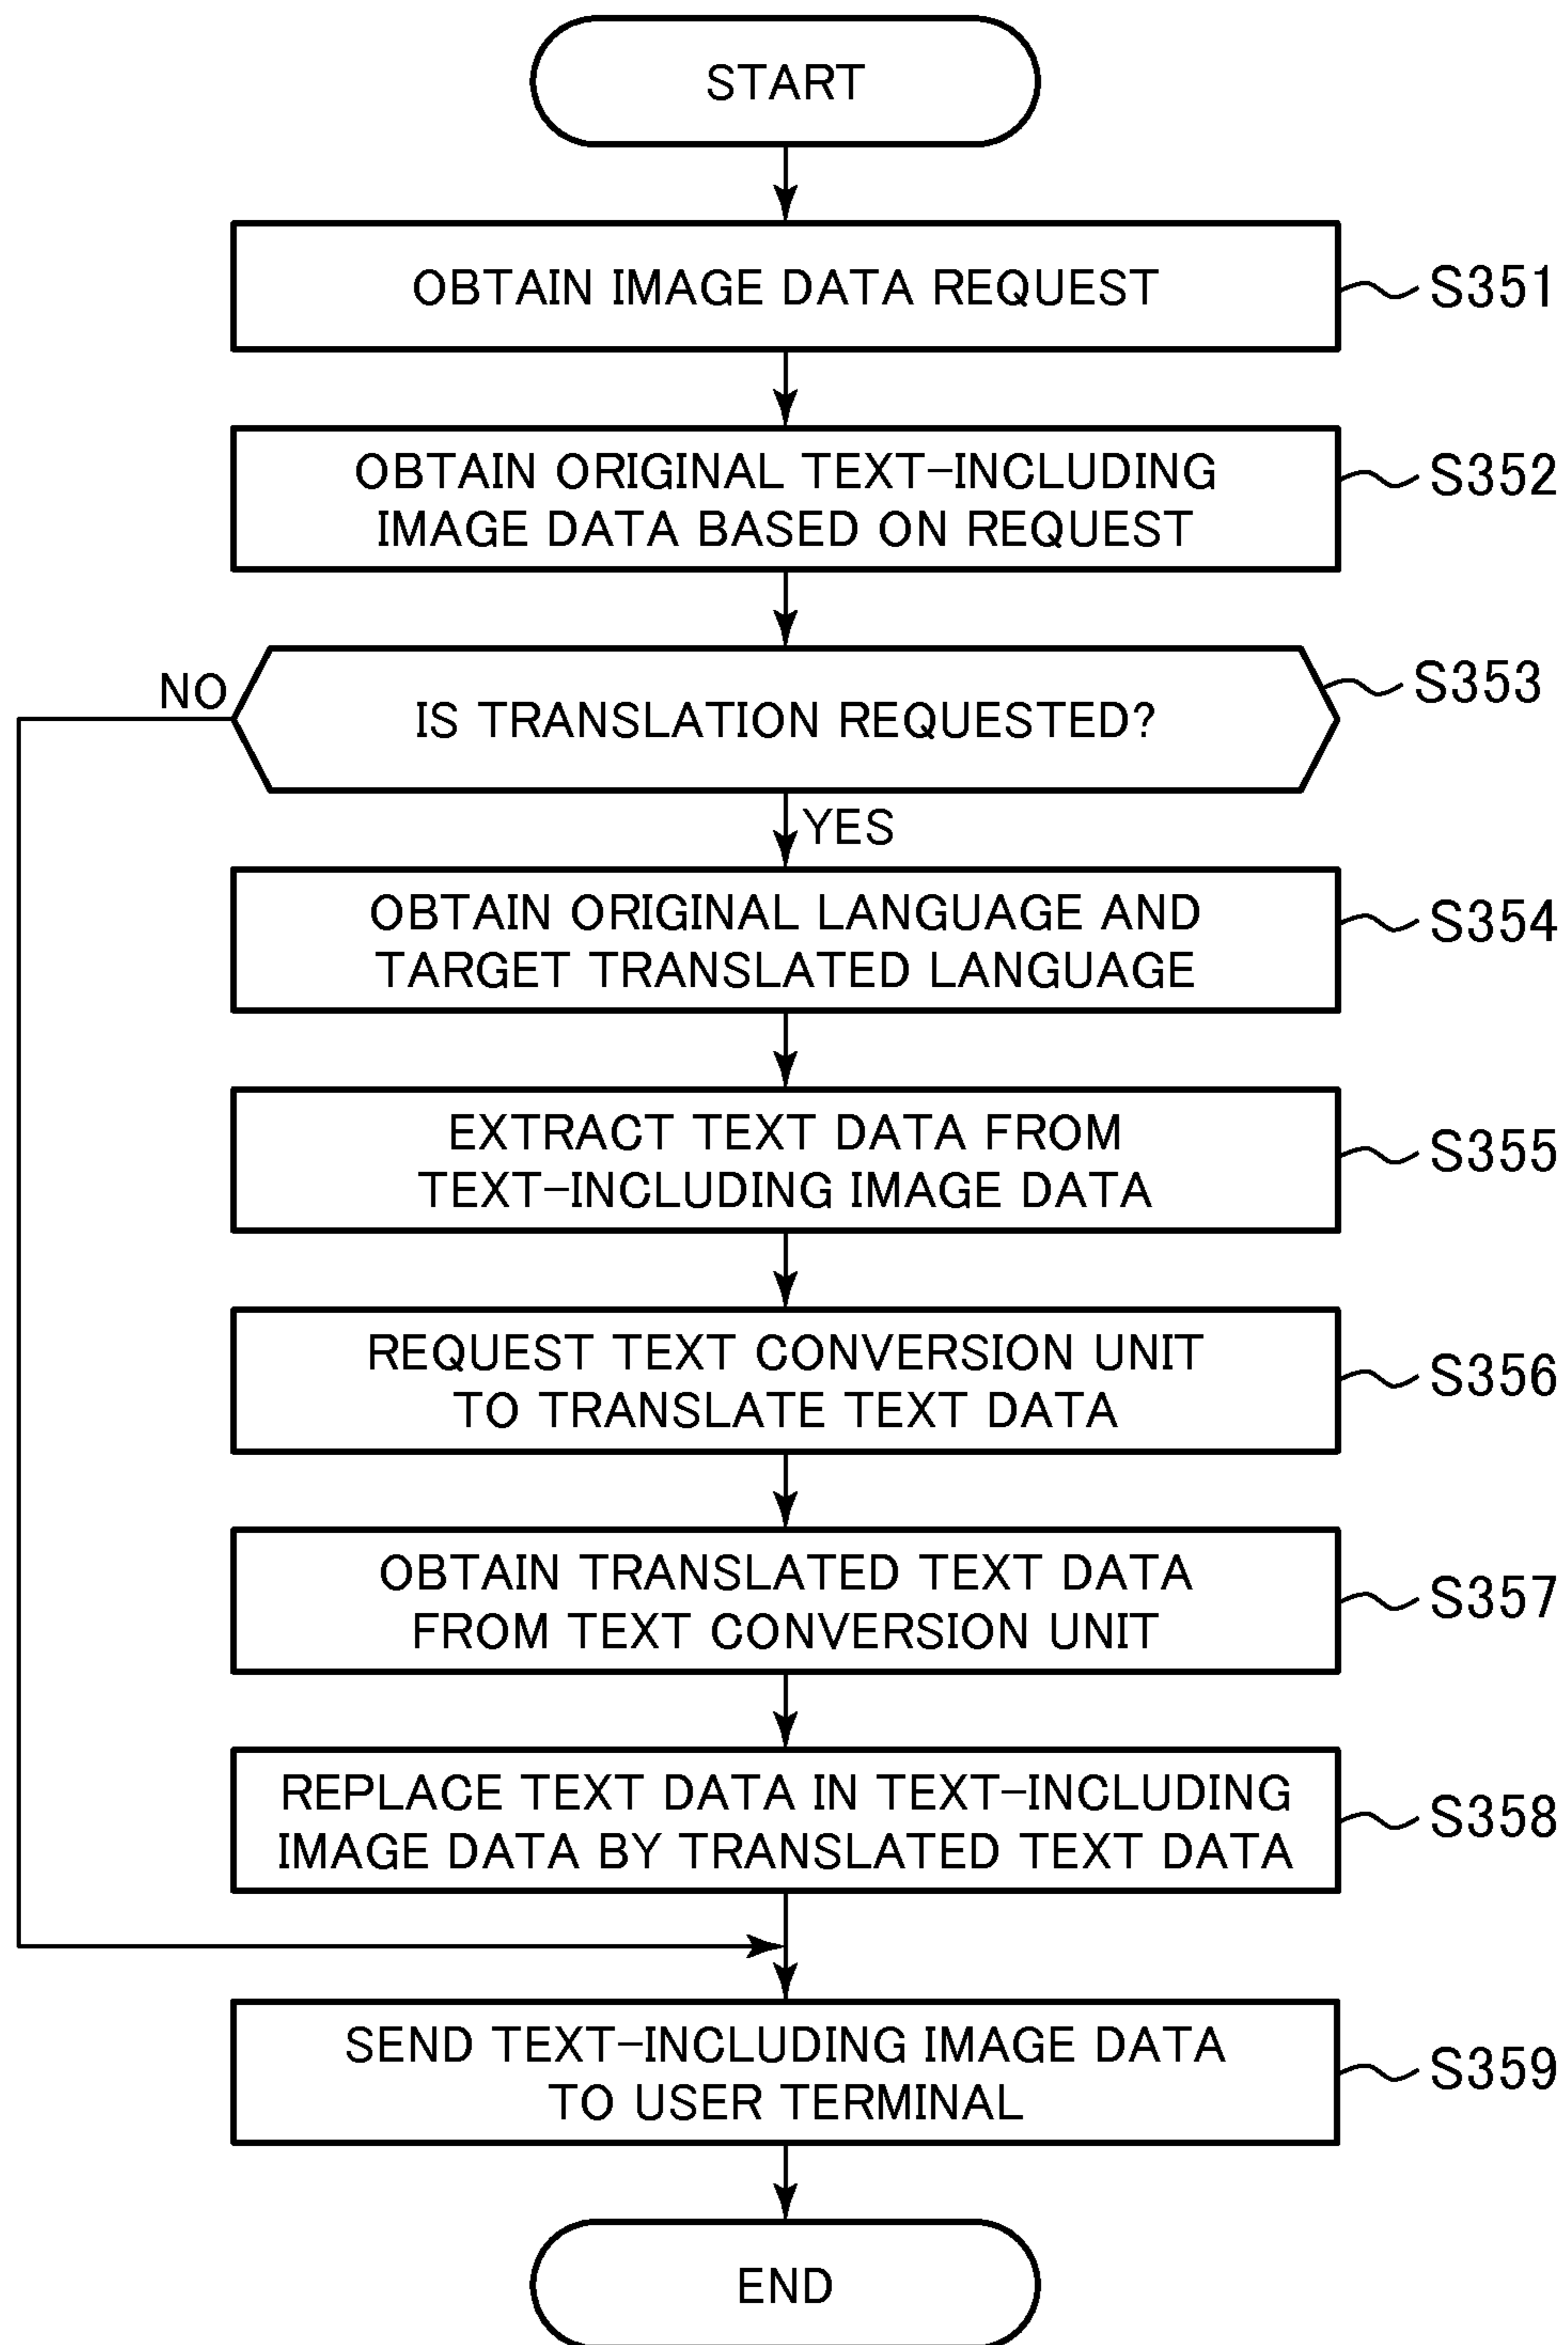 START
OBTAIN IMAGE DATA REQUEST
S351
OBTAIN ORIGINAL TEXT-INCLUDING
IMAGE DATA BASED ON REQUEST
S352
NO
IS TRANSLATION REQUESTED?
S353
YES
OBTAIN ORIGINAL LANGUAGE AND
TARGET TRANSLATED LANGUAGE
S354
EXTRACT TEXT DATA FROM
TEXT-INCLUDING IMAGE DATA
S355
REQUEST TEXT CONVERSION UNIT
TO TRANSLATE TEXT DATA
S356
OBTAIN TRANSLATED TEXT DATA
FROM TEXT CONVERSION UNIT
S357
REPLACE TEXT DATA IN TEXT-INCLUDING
IMAGE DATA BY TRANSLATED TEXT DATA
S358
SEND TEXT-INCLUDING IMAGE DATA
TO USER TERMINAL
S359
END